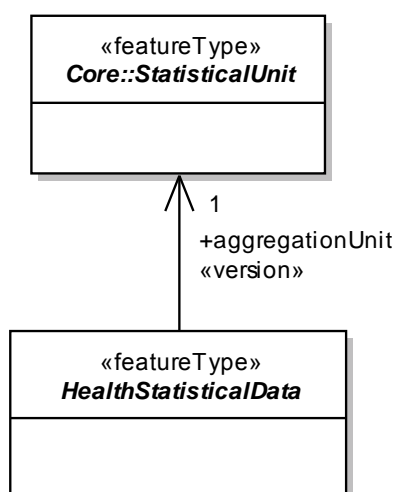 «featureType»
Core::StatisticalUnit
1
+aggregationUnit
«version»
«featureType»
HealthStatisticalData